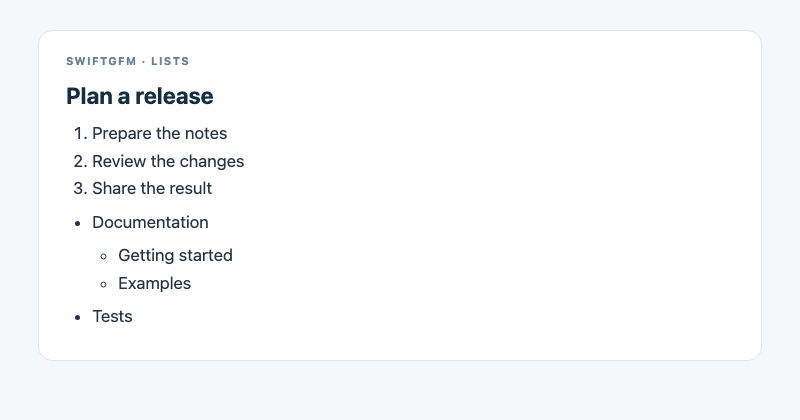 SWIFTGFM · LISTS
Plan a release
1. Prepare the notes
2. Review the changes
3. Share the result
• Documentation
◦ Getting started
◦ Examples
• Tests